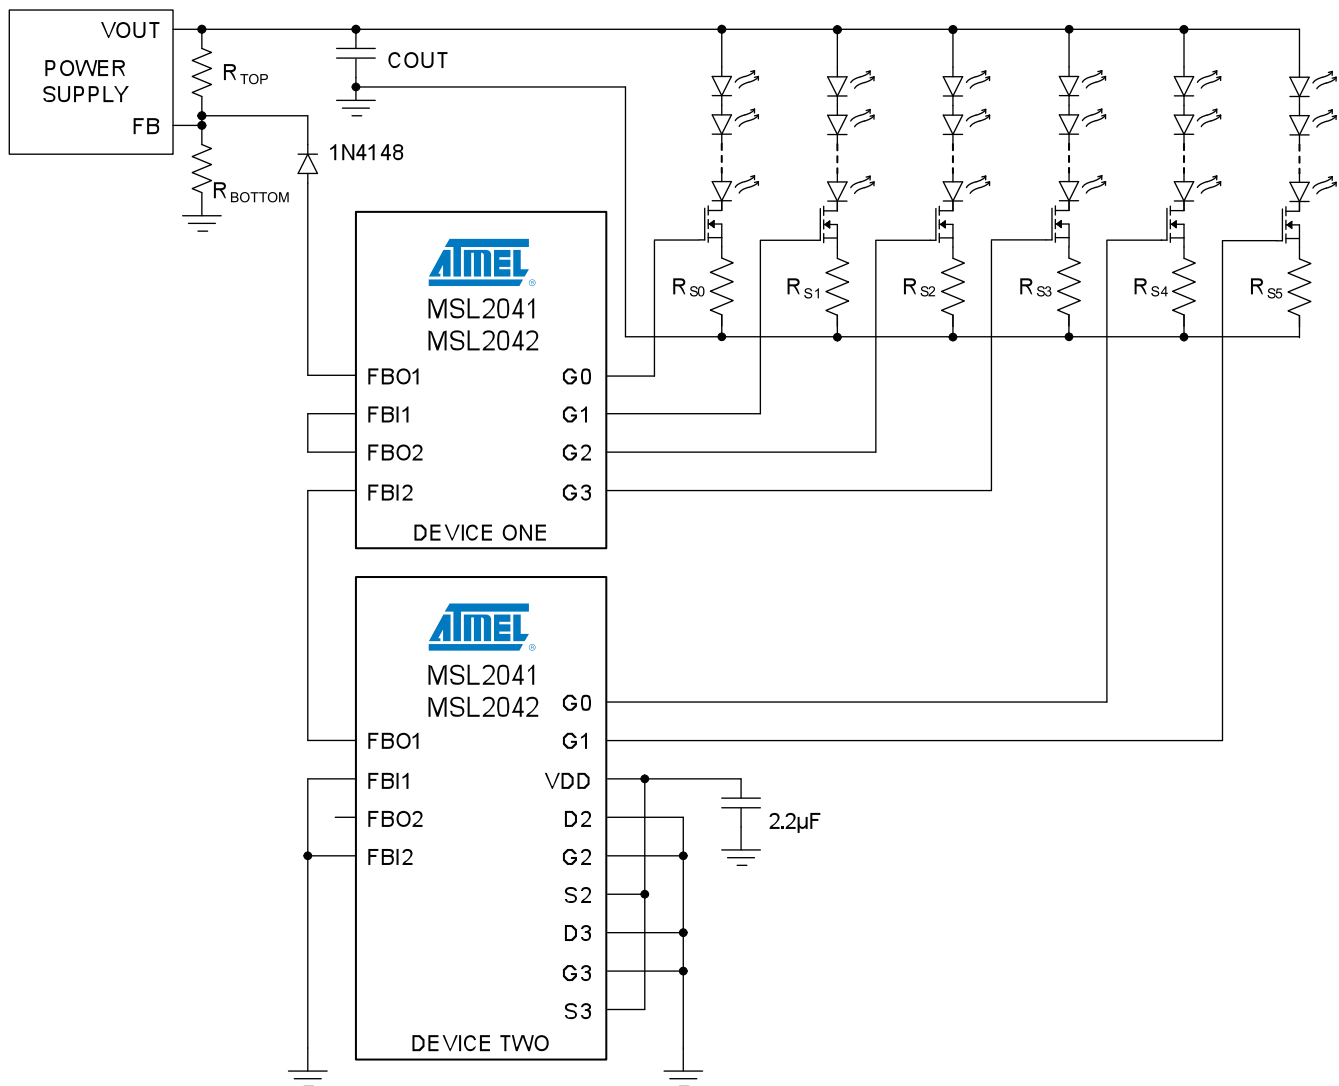 VOUT
POWER
SUPPLY
FB
RTOP
RBOTTOM
COUT
1N4148
ATMEL
®
MSL2041
MSL2042
FBO1
FBI1
FBO2
FBI2
G0
G1
G2
G3
DEVICE ONE
RS0
RS1
RS2
RS3
RS4
RS5
ATMEL
®
MSL2041
MSL2042
FBO1
FBI1
FBO2
FBI2
G0
G1
VDD
D2
G2
S2
D3
G3
S3
DEVICE TWO
2.2µF